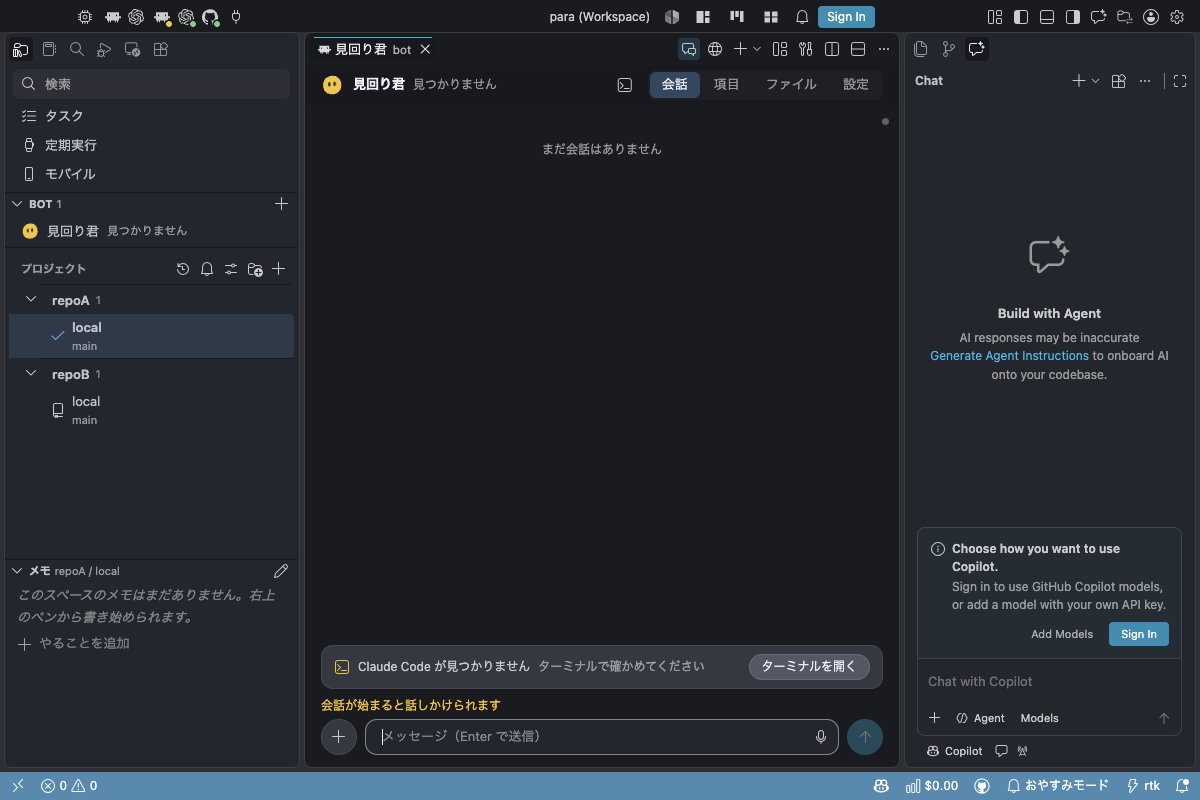 para (Workspace)
Sign In
検索
タスク
定期実行
モバイル
BOT 1
見回り君 見つかりません
プロジェクト
repoA 1
local
main
repoB 1
local
main
メモ repoA / local
このスペースのメモはまだありません。右上
のペンから書き始められます。
やることを追加
見回り君 bot
見回り君 見つかりません
会話 項目 ファイル 設定
まだ会話はありません
Claude Code が見つかりません ターミナルで確かめてください ターミナルを開く
会話が始まると話しかけられます
メッセージ（Enter で送信）
Chat
Build with Agent
AI responses may be inaccurate
Generate Agent Instructions to onboard AI
onto your codebase.
Choose how you want to use
Copilot.
Sign in to use GitHub Copilot models,
or add a model with your own API key.
Add Models Sign In
Chat with Copilot
Agent Models
Copilot
0 0
$0.00 おやすみモード rtk